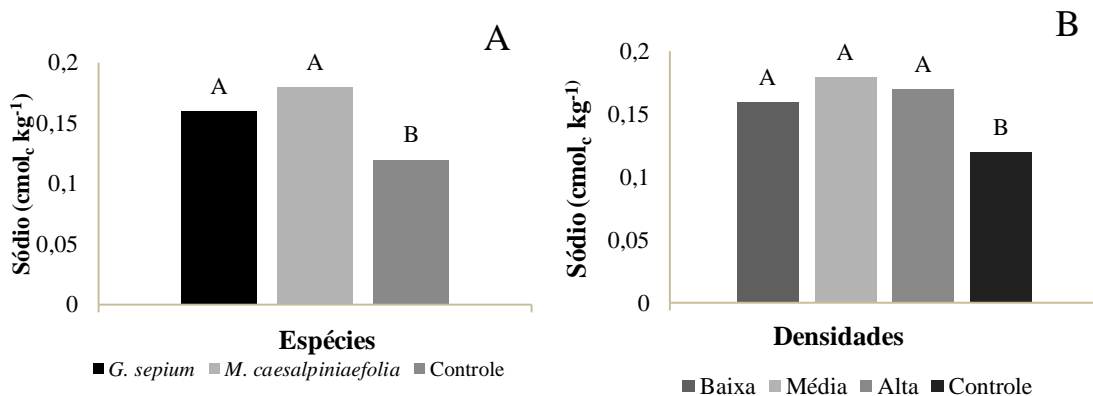 A
Sódio (cmolc kg-1)
0,2
0,15
0,1
0,05
0
A
A
B
Espécies
G. sepium M. caesalpiniaefolia Controle
B
Sódio (cmolc kg-1)
0,2
0,15
0,1
0,05
0
A
A
A
B
Densidades
Baixa Média Alta Controle